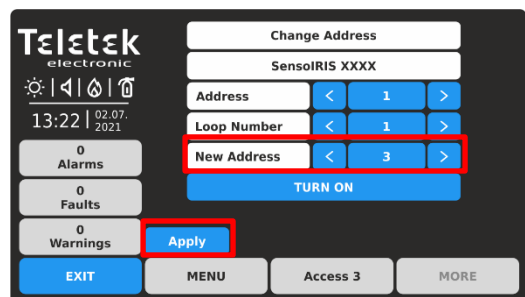 Teletek
electronic
13:22 | 02.07.
2021
0
Alarms
0
Faults
0
Warnings
EXIT
Change Address
SensoIRIS XXXX
Address < 1 >
Loop Number < 1 >
New Address < 3 >
TURN ON
Apply
MENU
Access 3
MORE